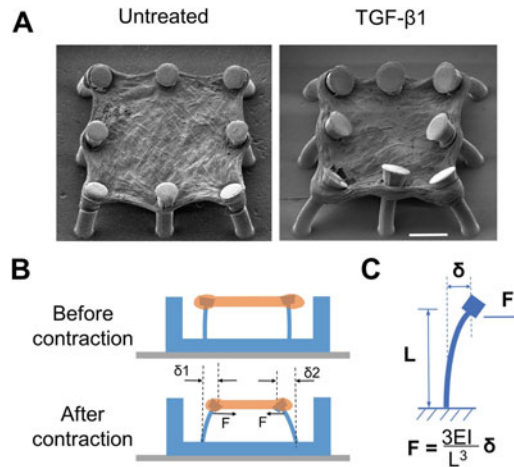 A
Untreated
TGF-β1
B
Before
contraction
After
contraction
δ1
δ2
F
F
C
δ
F
L
F = 3EI/L³ δ